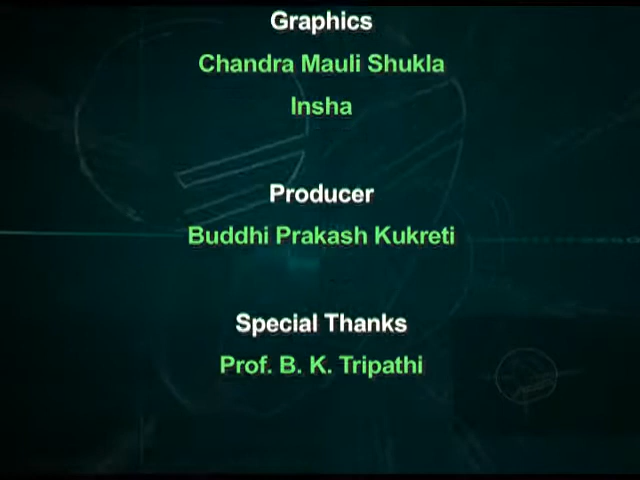 Graphics
Chandra Mauli Shukla
Insha
Producer
Buddhi Prakash Kukreti
Special Thanks
Prof. B. K. Tripathi